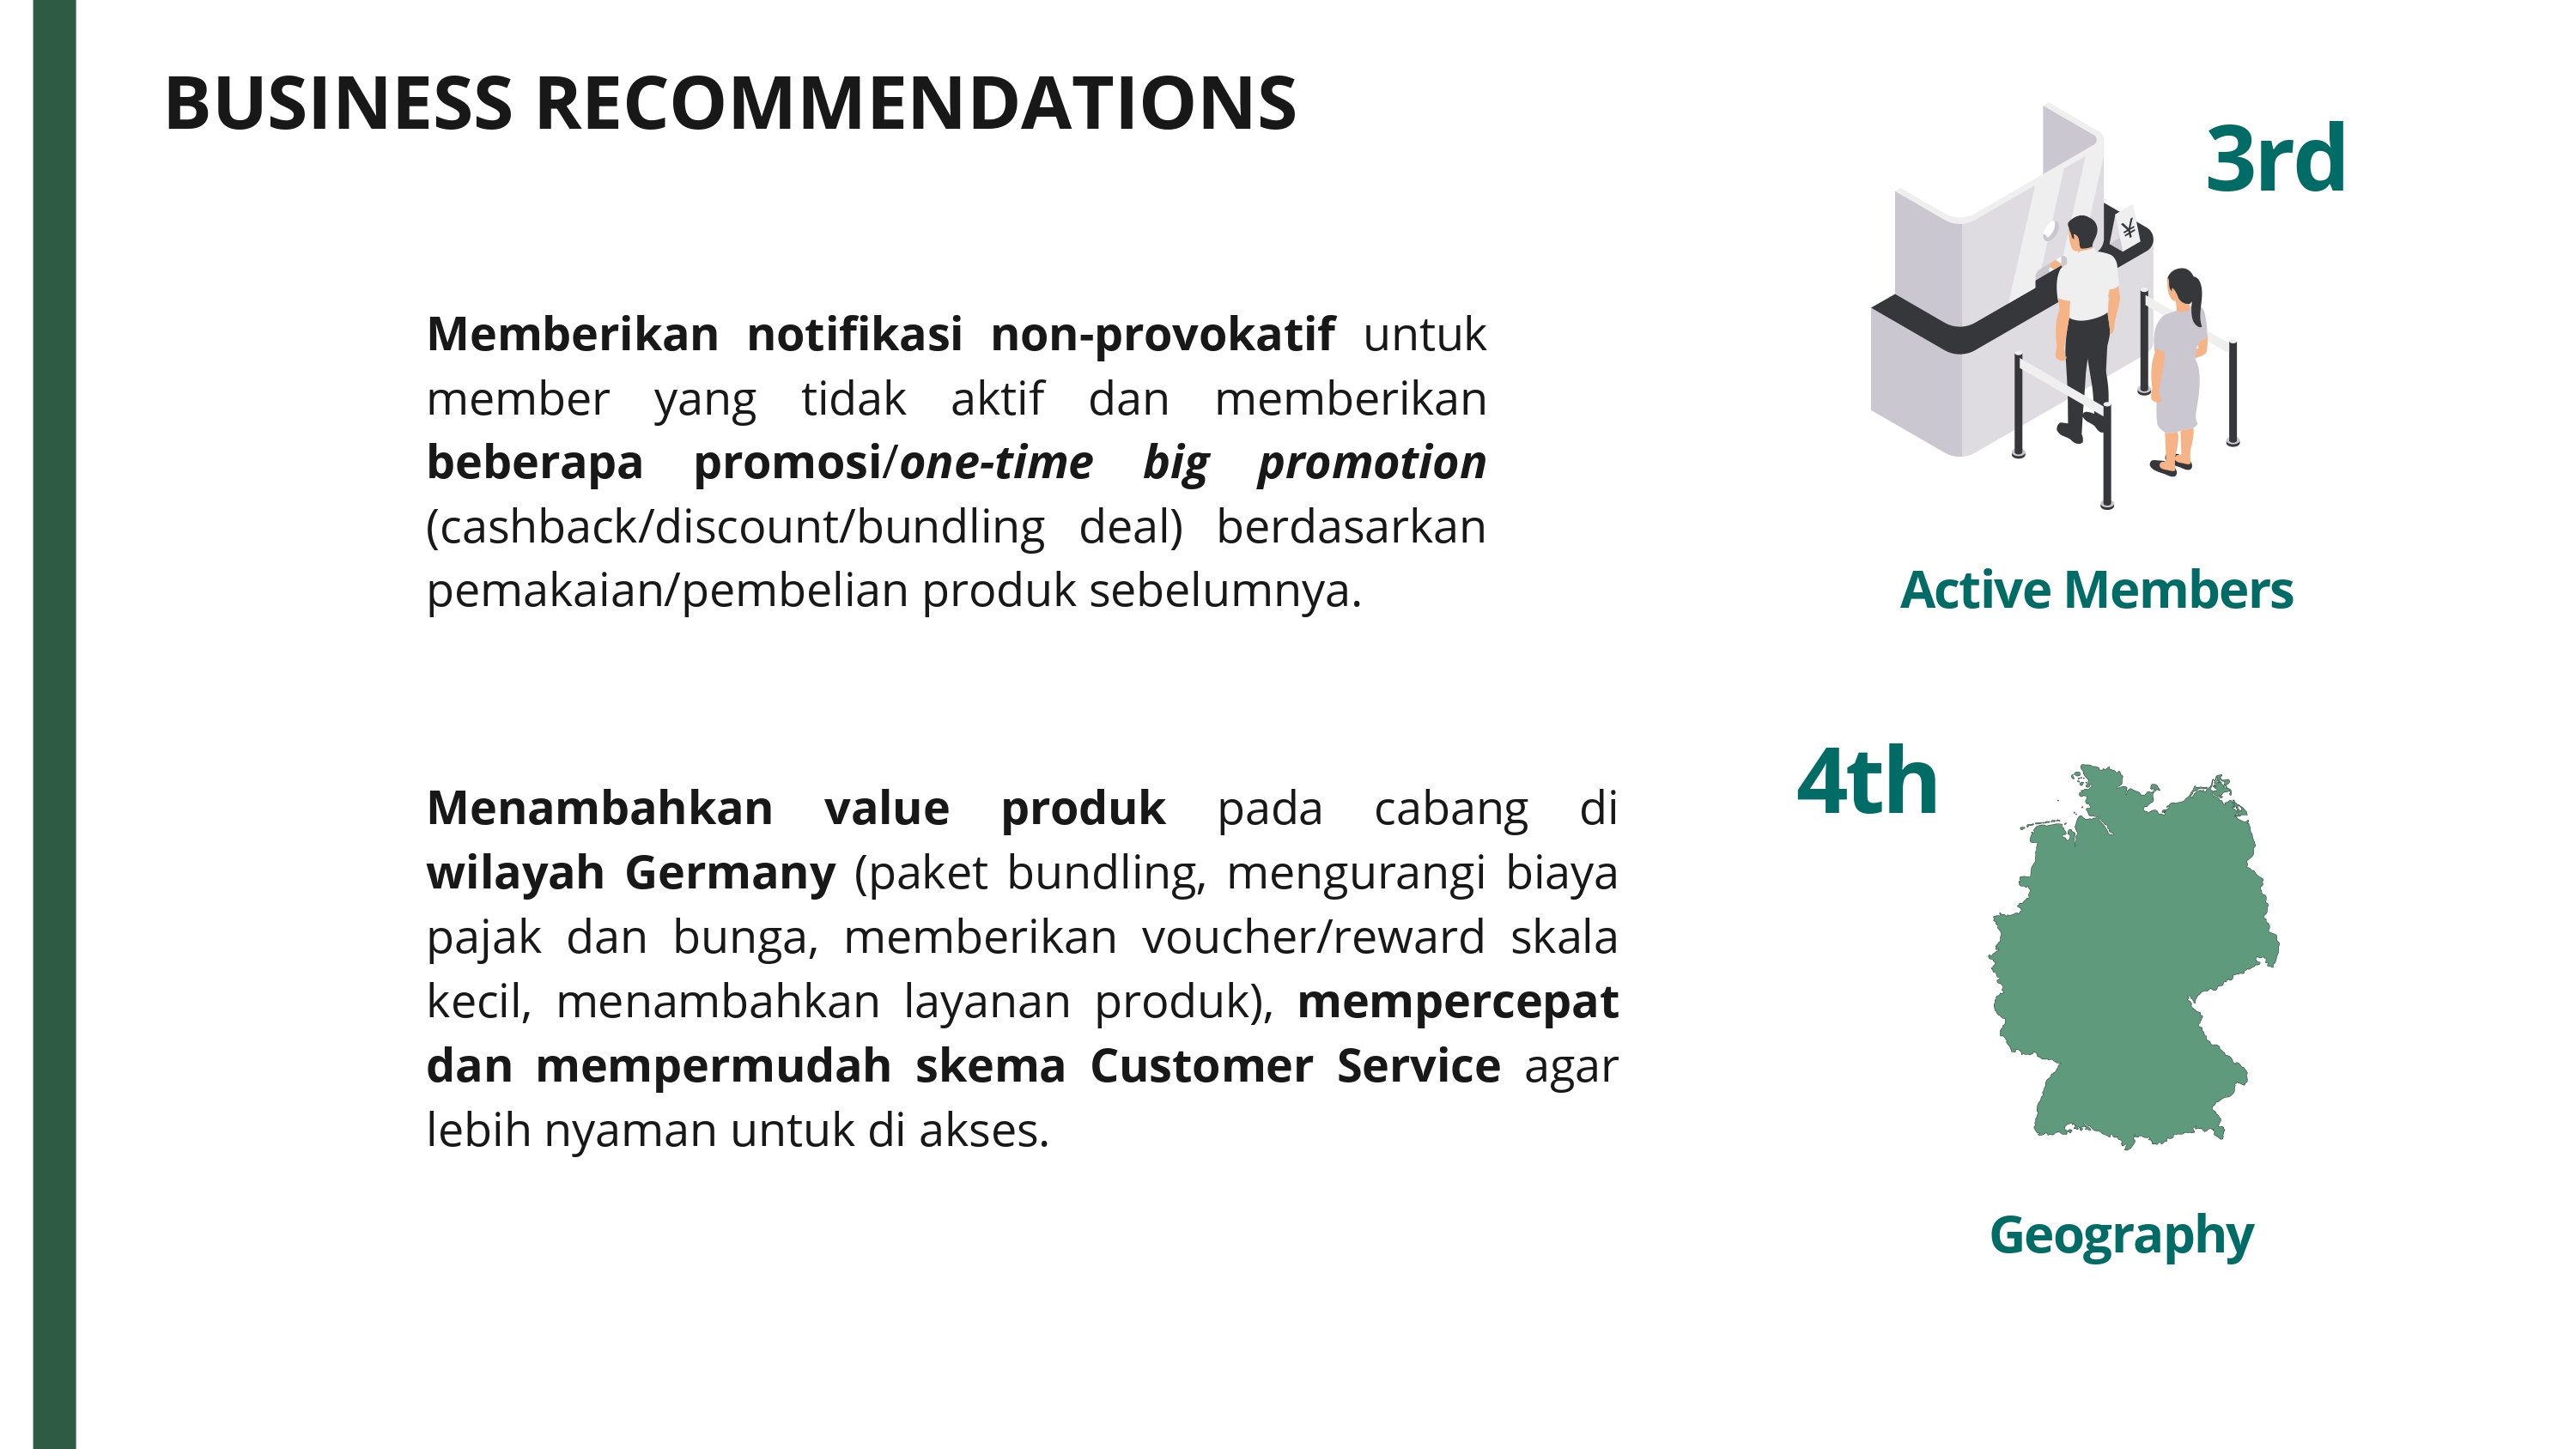 BUSINESS RECOMMENDATIONS
3rd
¥
Memberikan notifikasi non-provokatif untuk
member yang tidak aktif dan memberikan
beberapa promosi/one-time big promotion
(cashback/discount/bundling deal) berdasarkan
pemakaian/pembelian produk sebelumnya.
Active Members
4th
Menambahkan value produk pada cabang di
wilayah Germany (paket bundling, mengurangi biaya
pajak dan bunga, memberikan voucher/reward skala
kecil, menambahkan layanan produk), mempercepat
dan mempermudah skema Customer Service agar
lebih nyaman untuk di akses.
Geography